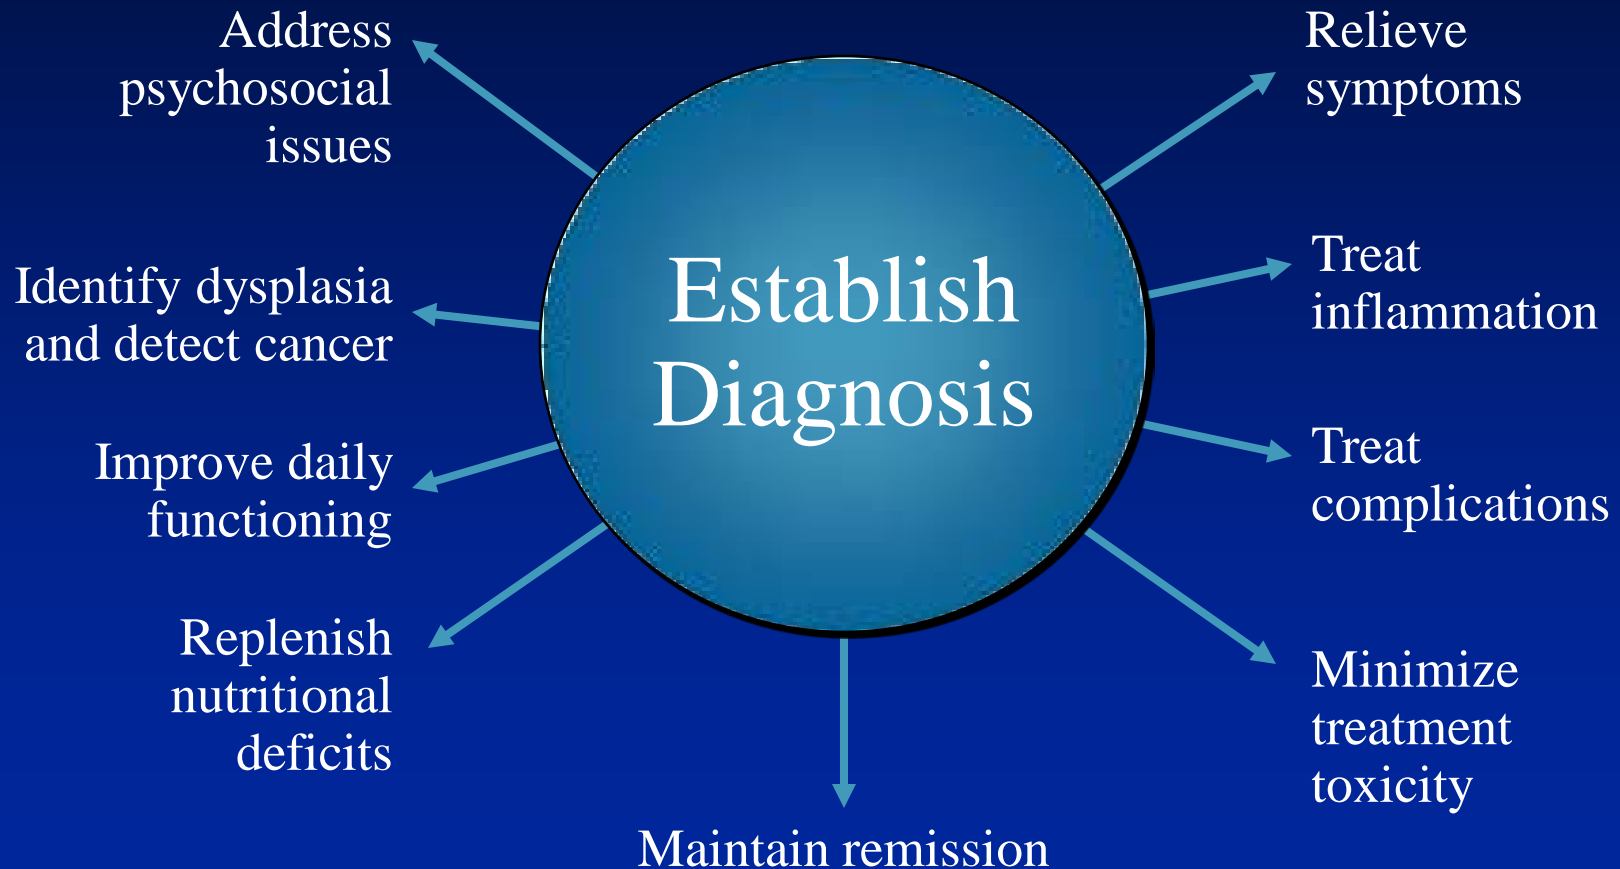 Address
psychosocial
issues
Relieve
symptoms
Identify dysplasia
and detect cancer
Establish
Diagnosis
Treat
inflammation
Improve daily
functioning
Treat
complications
Replenish
nutritional
deficits
Minimize
treatment
toxicity
Maintain remission